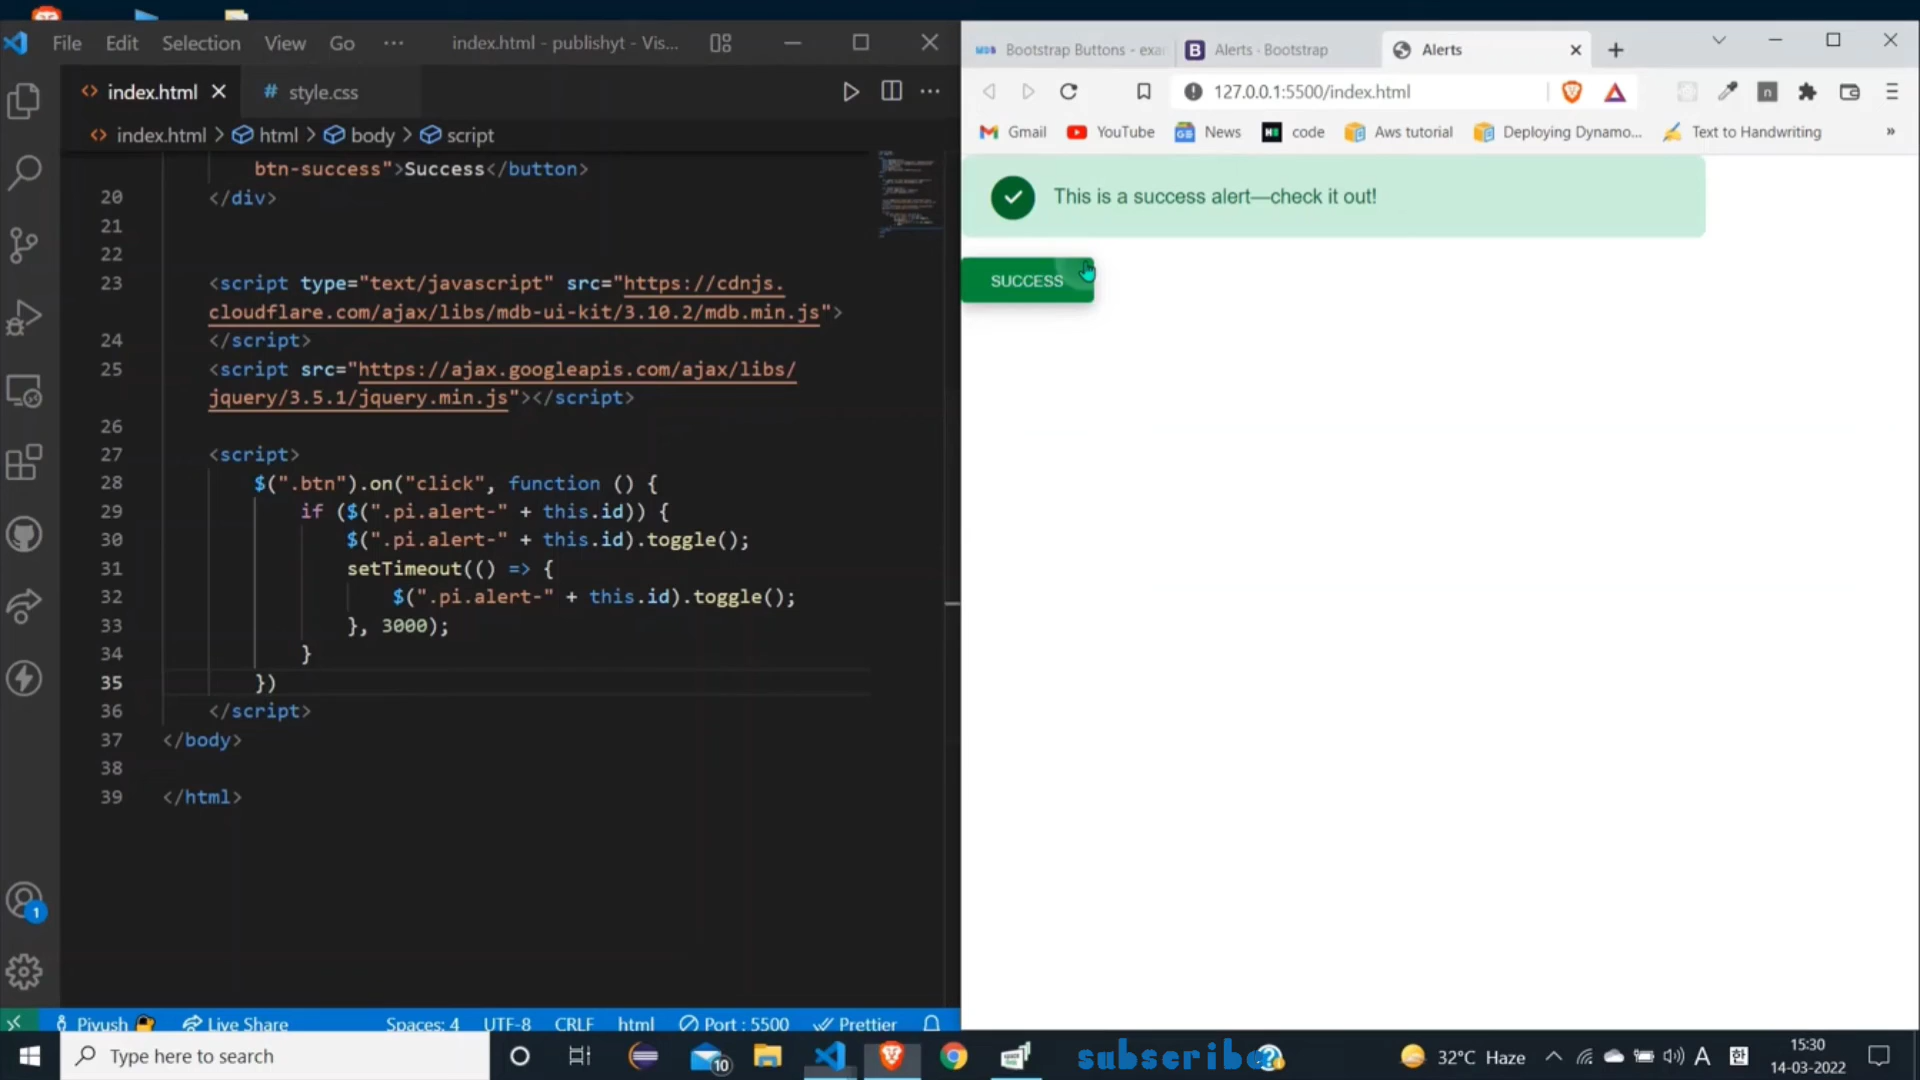 File Edit Selection View Go ··· index.html - publishyt - Vis...
index.html style.css
index.html > html > body > script
btn-success">Success</button>
20 </div>
21
22
23 <script type="text/javascript" src="https://cdnjs.
cloudflare.com/ajax/libs/mdb-ui-kit/3.10.2/mdb.min.js">
24 </script>
25 <script src="https://ajax.googleapis.com/ajax/libs/
jquery/3.5.1/jquery.min.js"></script>
26
27 <script>
28 $(".btn").on("click", function () {
29 if ($(".pi.alert-" + this.id)) {
30 $(".pi.alert-" + this.id).toggle();
31 setTimeout(() => {
32 $(".pi.alert-" + this.id).toggle();
33 }, 3000);
34 }
35 })
36 </script>
37 </body>
38
39 </html>
1
Piyush Live Share Spaces: 4 UTF-8 CRLF html Port : 5500 Prettier
MDB Bootstrap Buttons - exa B Alerts · Bootstrap Alerts
127.0.0.1:5500/index.html
Gmail YouTube News code Aws tutorial Deploying Dynamo... Text to Handwriting »
This is a success alert—check it out!
SUCCESS
Type here to search
10
subscribe
32°C Haze A 한 15:30
14-03-2022